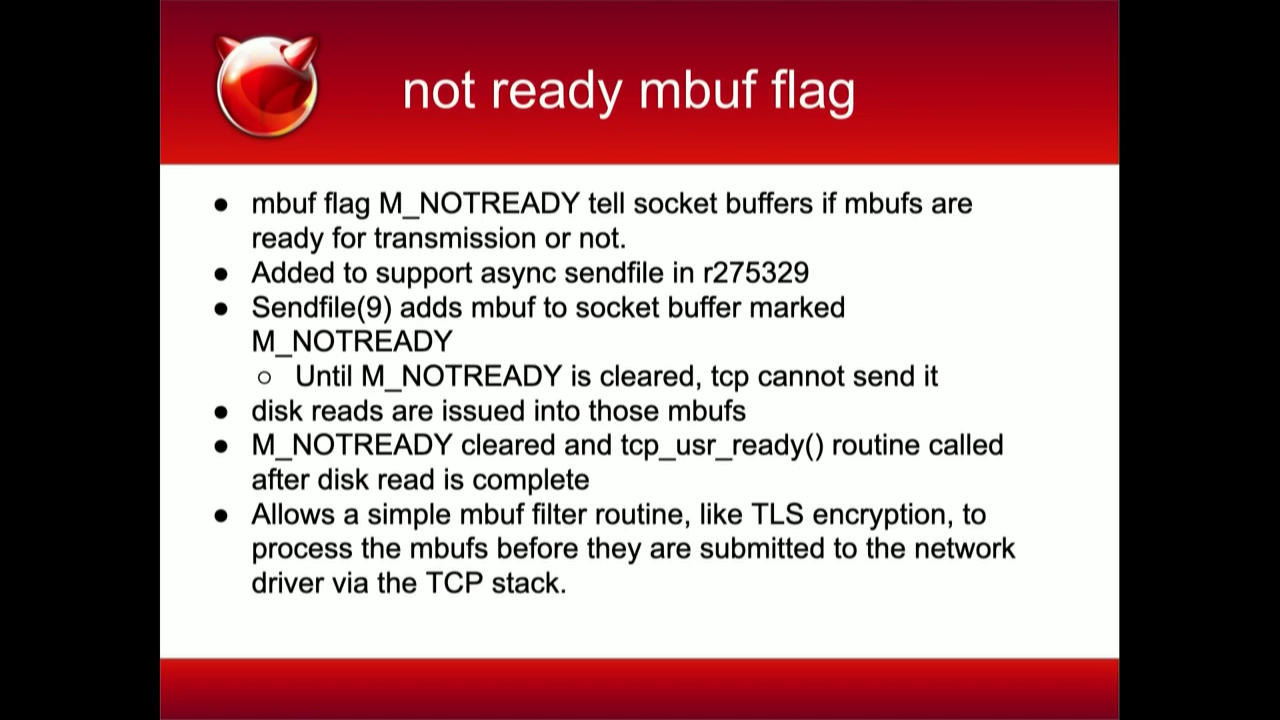 not ready mbuf flag
● mbuf flag M_NOTREADY tell socket buffers if mbufs are
ready for transmission or not.
● Added to support async sendfile in r275329
● Sendfile(9) adds mbuf to socket buffer marked
M_NOTREADY
○ Until M_NOTREADY is cleared, tcp cannot send it
● disk reads are issued into those mbufs
● M_NOTREADY cleared and tcp_usr_ready() routine called
after disk read is complete
● Allows a simple mbuf filter routine, like TLS encryption, to
process the mbufs before they are submitted to the network
driver via the TCP stack.